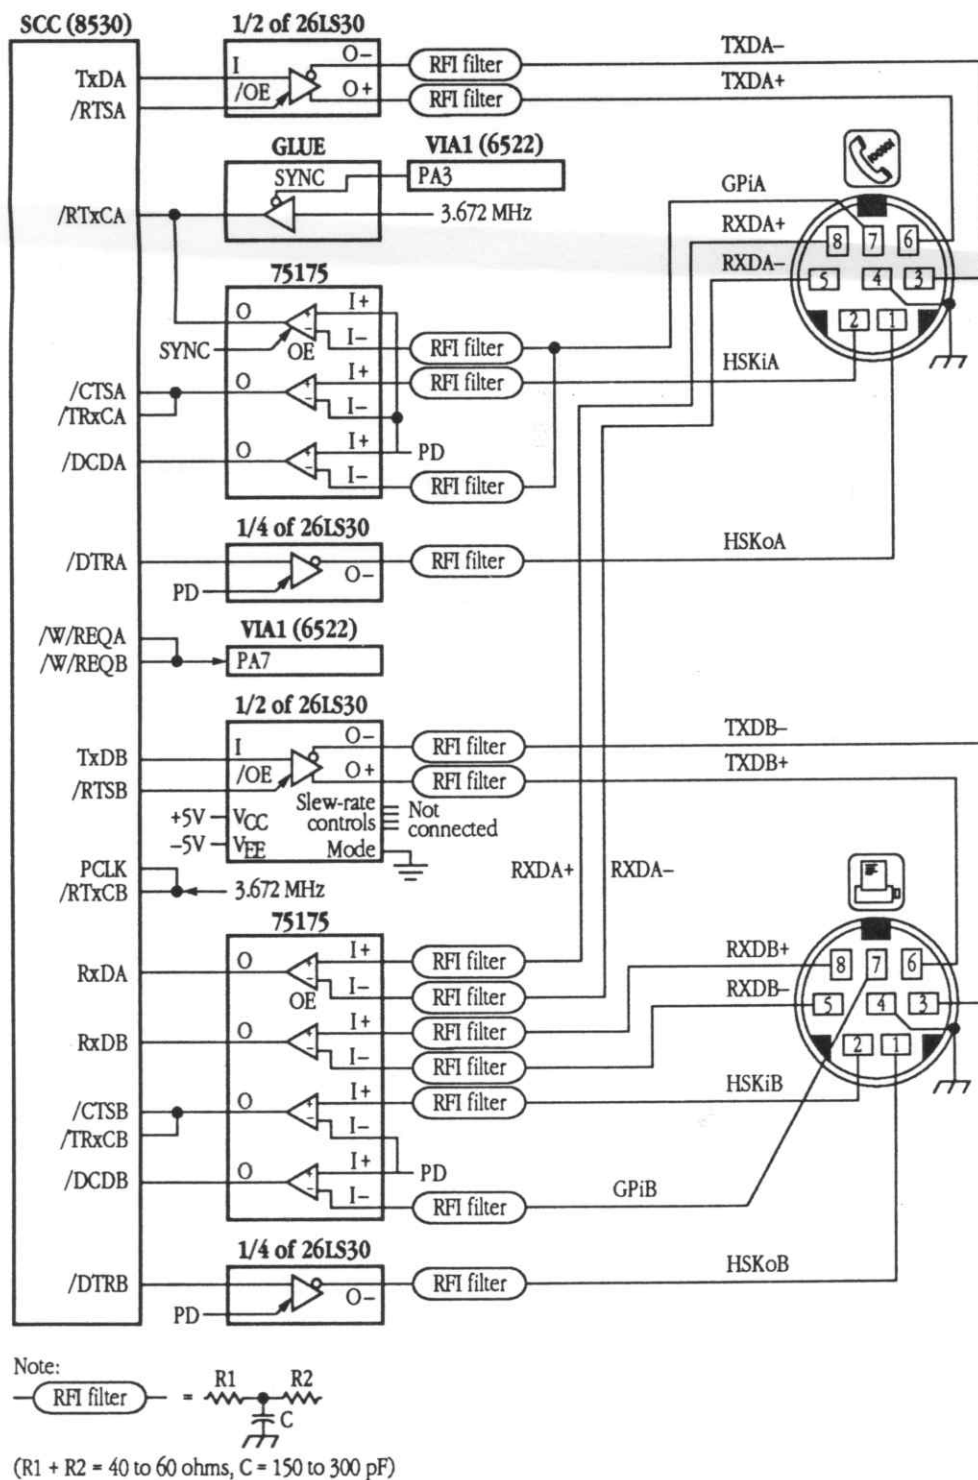 SCC (8530)
1/2 of 26LS30
TxDA
/RTSA
I
/OE
O–
O+
RFI filter
RFI filter
TXDA–
TXDA+
GLUE
SYNC
VIA1 (6522)
PA3
/RTxCA
3.672 MHz
GPiA
RXDA+
RXDA–
8
7
6
5
4
3
2
1
75175
O
I+
I–
SYNC
OE
RFI filter
/CTSA
/TRxCA
O
I+
I–
RFI filter
HSKiA
/DCDA
O
I+
I–
PD
RFI filter
1/4 of 26LS30
/DTRA
PD
O–
RFI filter
HSKoA
/W/REQA
/W/REQB
VIA1 (6522)
PA7
1/2 of 26LS30
TxDB
/RTSB
I
/OE
O–
O+
RFI filter
RFI filter
TXDB–
TXDB+
+5V
VCC
–5V
VEE
Slew-rate
controls
Not
connected
Mode
PCLK
/RTxCB
3.672 MHz
RXDA+
RXDA–
75175
RxDA
O
I+
I–
OE
RFI filter
RFI filter
RXDB+
RXDB–
8
7
6
5
4
3
2
1
RxDB
O
I+
I–
RFI filter
RFI filter
/CTSB
/TRxCB
O
I+
I–
RFI filter
HSKiB
/DCDB
O
I+
I–
PD
RFI filter
GPiB
1/4 of 26LS30
/DTRB
PD
O–
RFI filter
HSKoB
Note:
RFI filter
=
R1
R2
C
(R1 + R2 = 40 to 60 ohms, C = 150 to 300 pF)